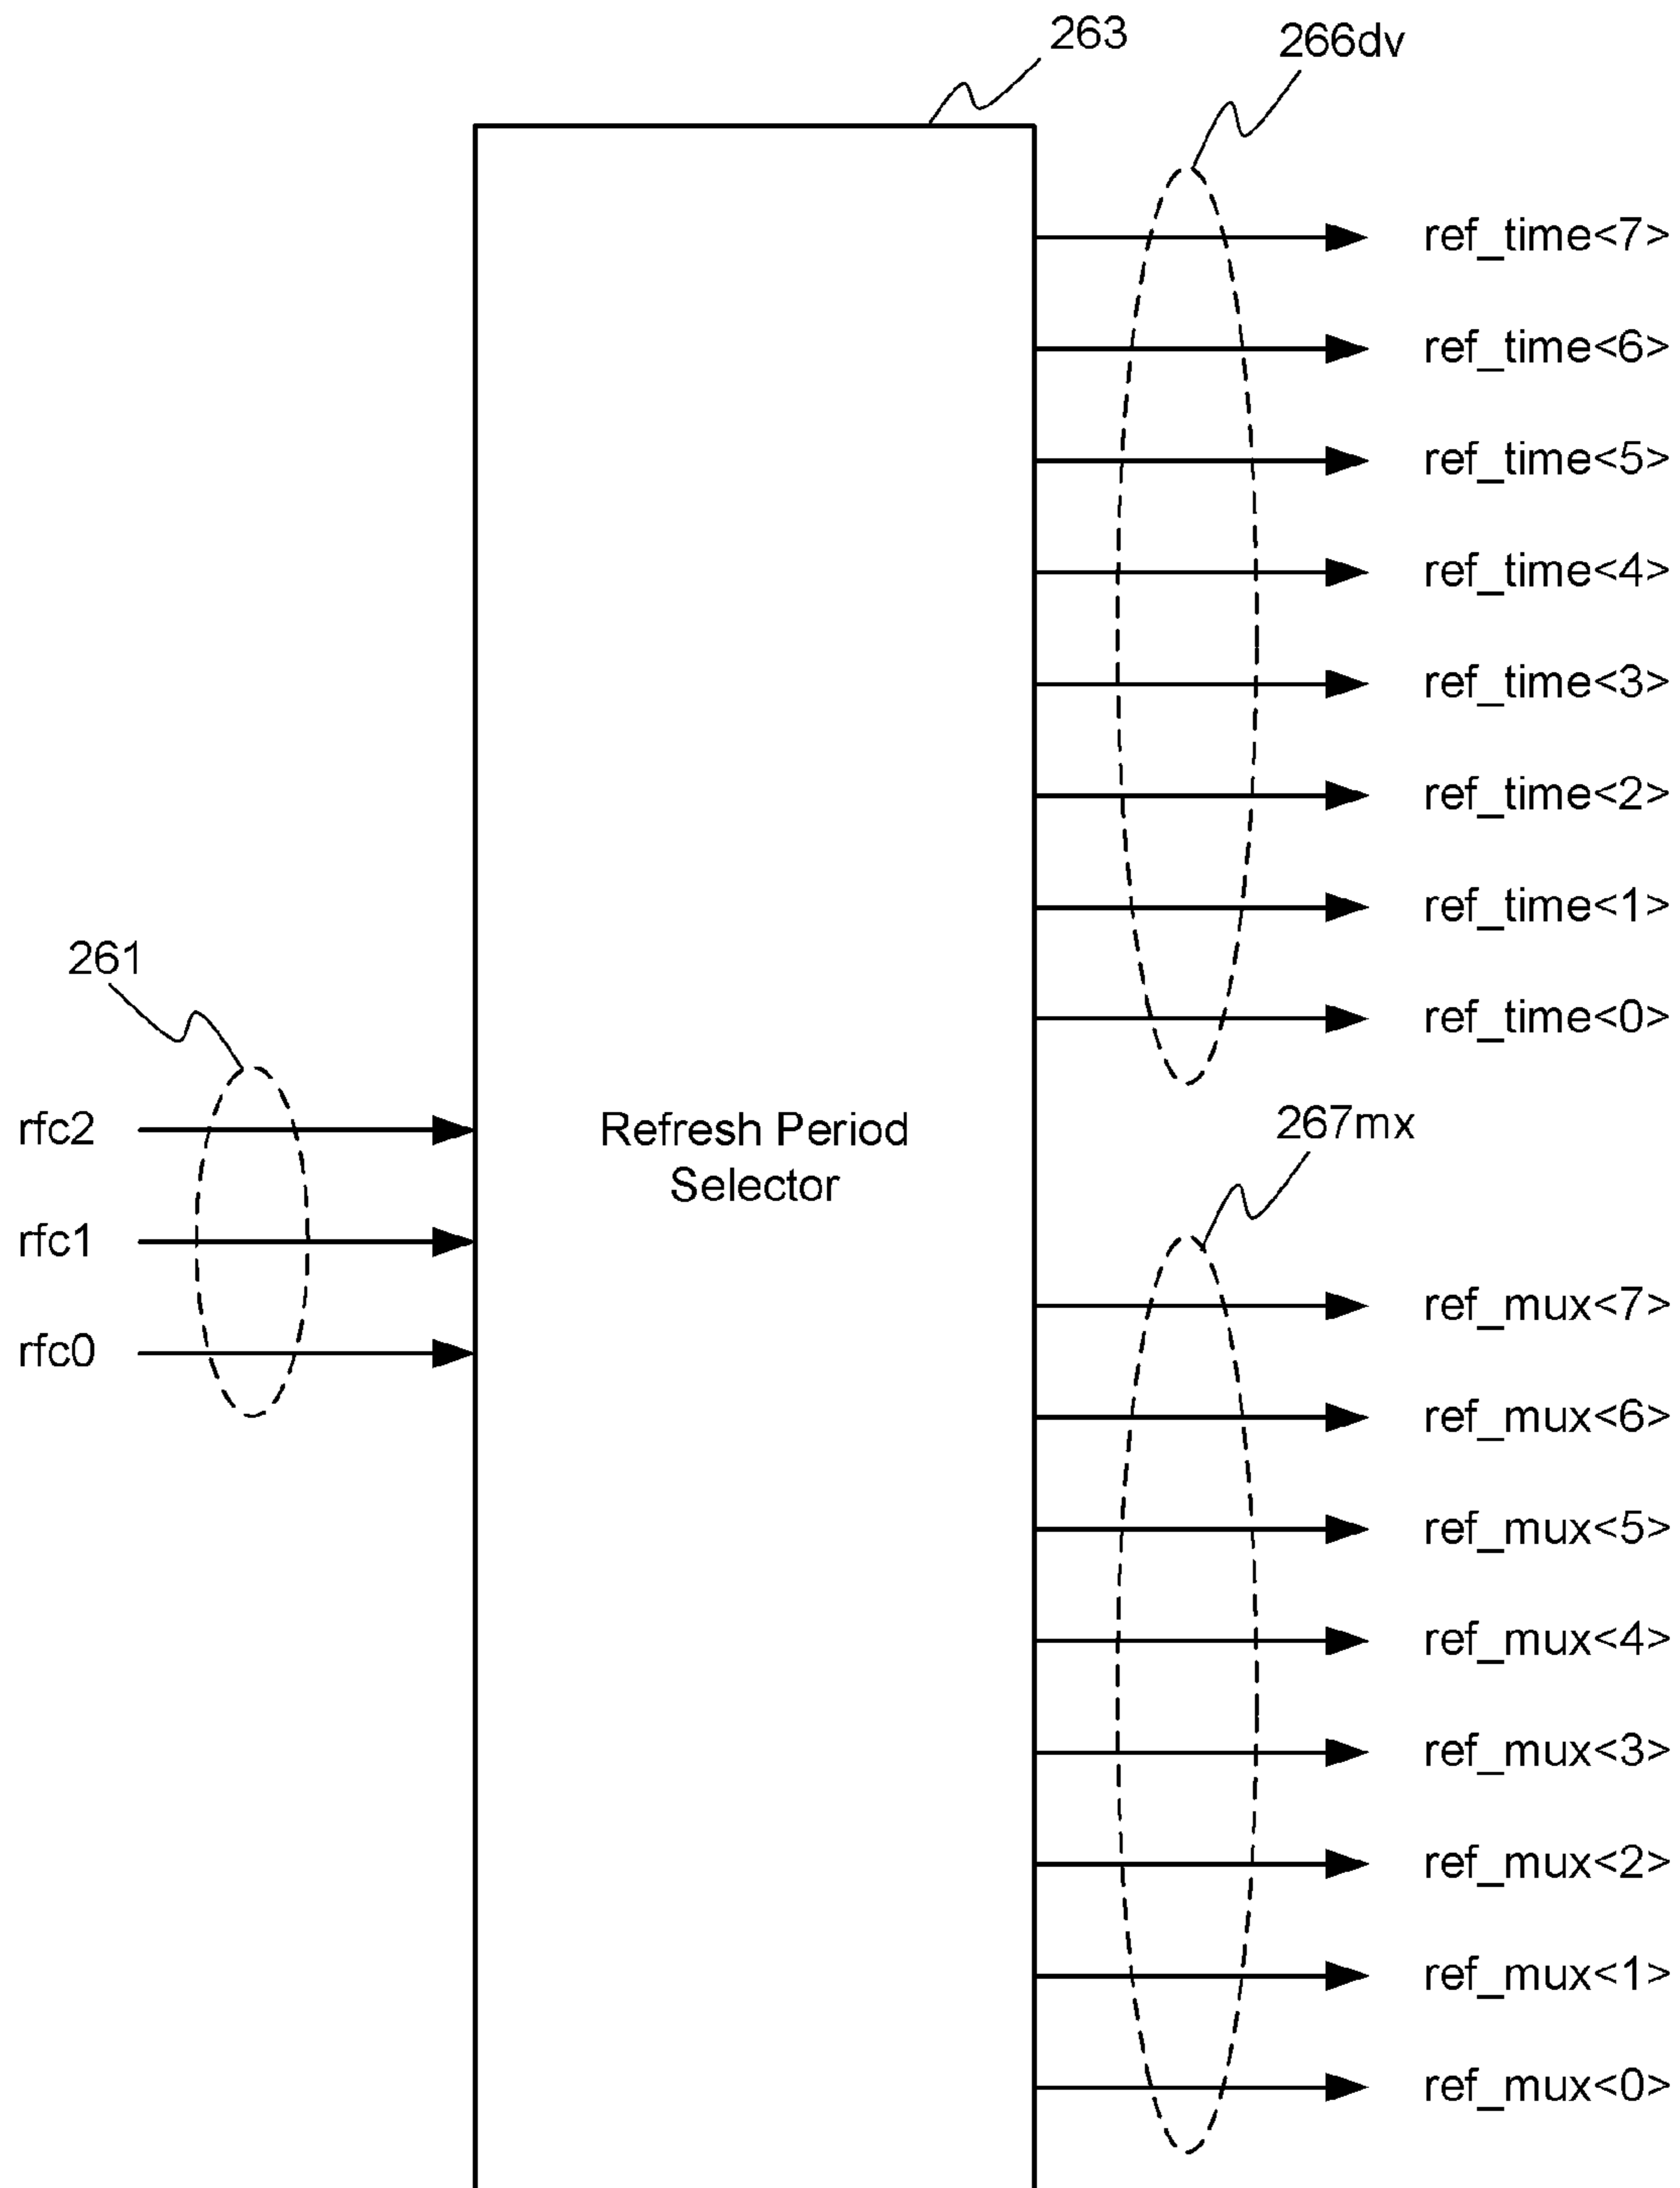 263
266dv
ref_time<7>
ref_time<6>
ref_time<5>
ref_time<4>
ref_time<3>
ref_time<2>
ref_time<1>
ref_time<0>
261
rfc2
rfc1
rfc0
Refresh Period
Selector
267mx
ref_mux<7>
ref_mux<6>
ref_mux<5>
ref_mux<4>
ref_mux<3>
ref_mux<2>
ref_mux<1>
ref_mux<0>